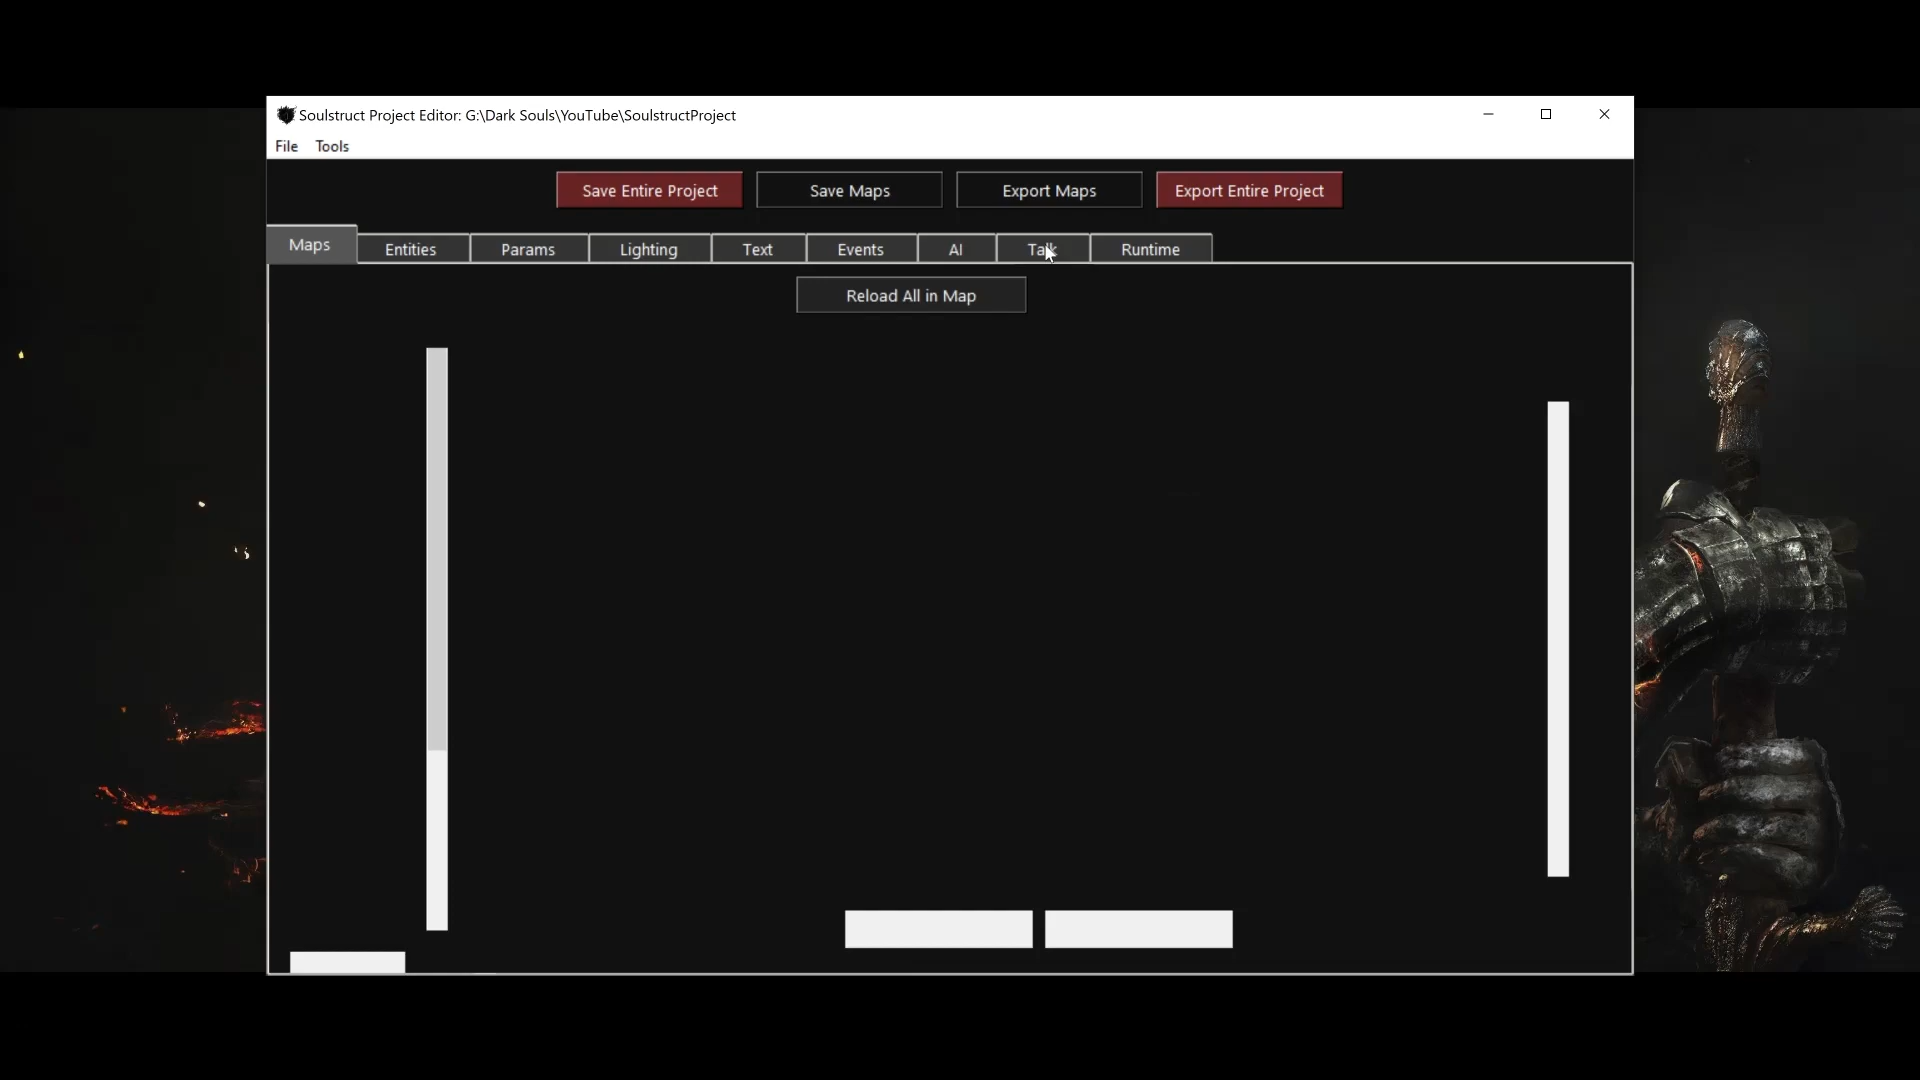 Soulstruct Project Editor: G:\Dark Souls\YouTube\SoulstructProject
File Tools
Save Entire Project Save Maps Export Maps Export Entire Project
Maps Entities Params Lighting Text Events AI Talk Runtime
Reload All in Map